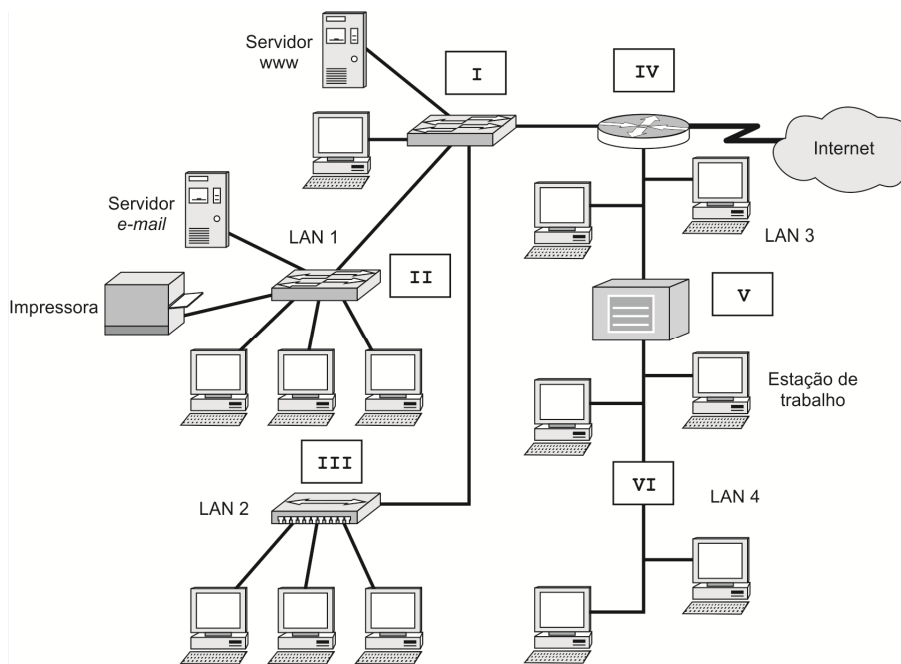 Servidor
www
I
IV
Internet
Servidor
e-mail
LAN 1
LAN 3
II
V
Impressora
Estação de
trabalho
III
VI
LAN 2
LAN 4